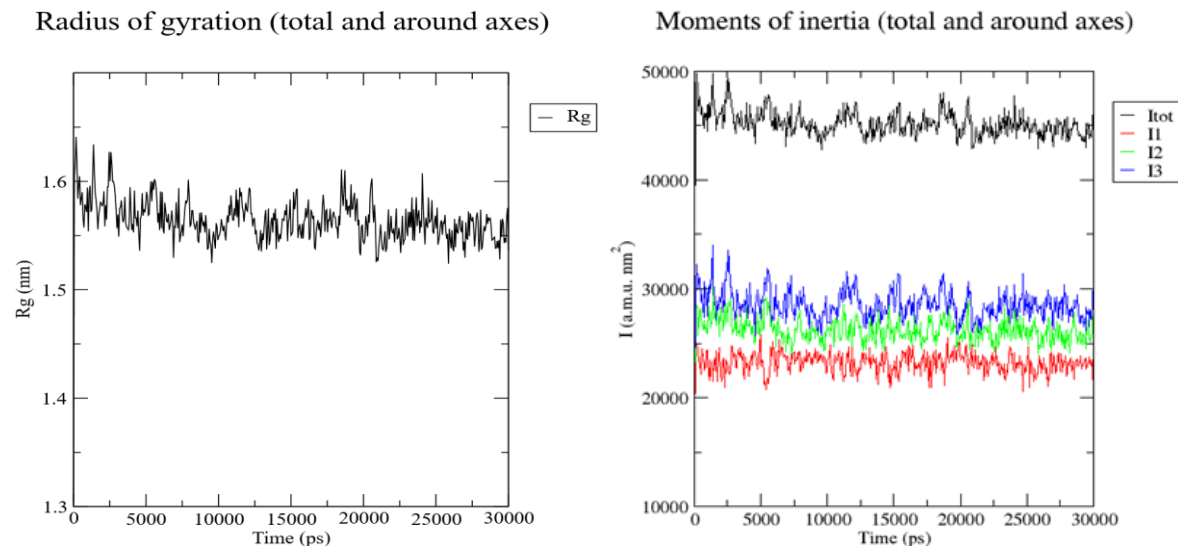 Radius of gyration (total and around axes)
Rg (nm)
1.6
1.5
1.4
1.3
0
5000
10000
15000
20000
25000
30000
Time (ps)
Rg
Moments of inertia (total and around axes)
I (a.m.u. nm²)
50000
40000
30000
20000
10000
0
5000
10000
15000
20000
25000
30000
Time (ps)
Itot
I1
I2
I3